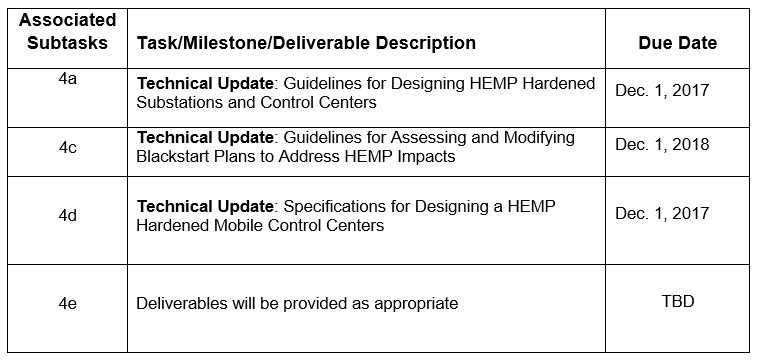 Associated
Subtasks
Task/Milestone/Deliverable Description
Due Date
4a
Technical Update: Guidelines for Designing HEMP Hardened
Substations and Control Centers
Dec. 1, 2017
4c
Technical Update: Guidelines for Assessing and Modifying
Blackstart Plans to Address HEMP Impacts
Dec. 1, 2018
4d
Technical Update: Specifications for Designing a HEMP
Hardened Mobile Control Centers
Dec. 1, 2017
4e
Deliverables will be provided as appropriate
TBD